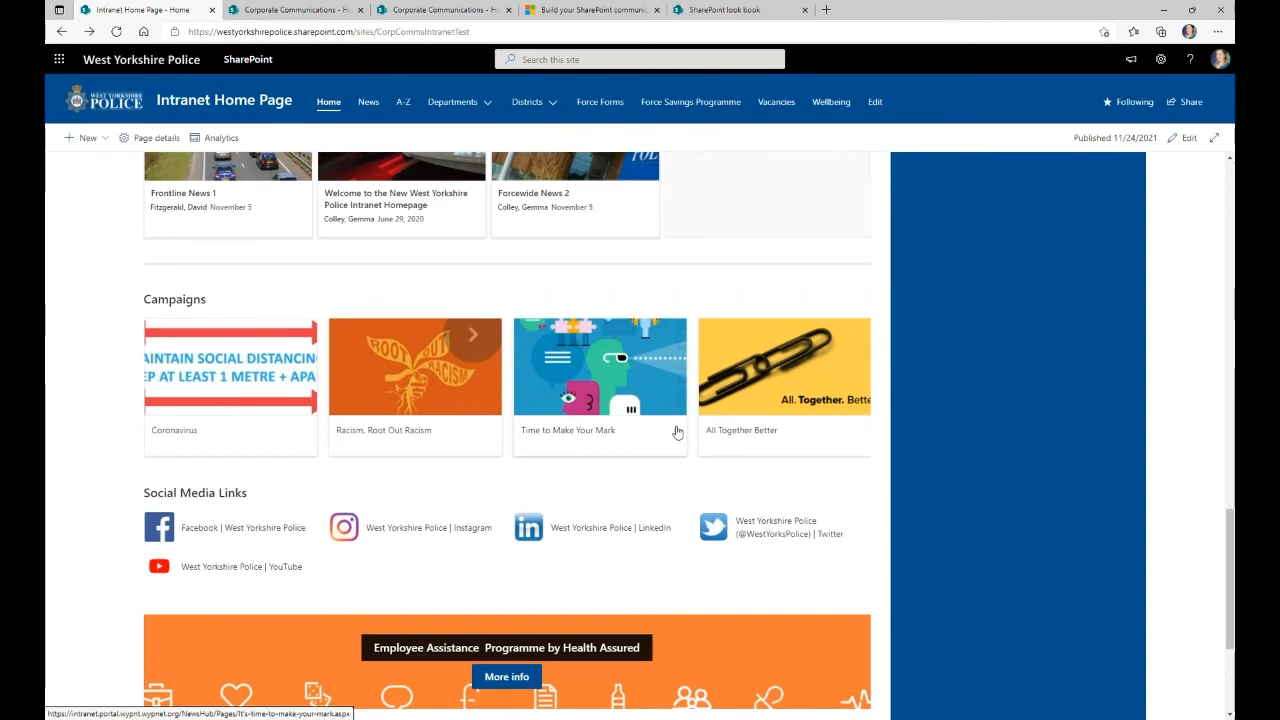 Intranet Home Page - Home
Corporate Communications - H
Corporate Communications - H
Build your SharePoint communic
SharePoint look book
https://westyorkshirepolice.sharepoint.com/sites/CorpCommsIntranetTest
West Yorkshire Police
SharePoint
Search this site
WEST YORKSHIRE
POLICE
Intranet Home Page
Home
News
A-Z
Departments
Districts
Force Forms
Force Savings Programme
Vacancies
Wellbeing
Edit
Following
Share
New
Page details
Analytics
Published 11/24/2021
Edit
Frontline News 1
Fitzgerald, David November 5
Welcome to the New West Yorkshire
Police Intranet Homepage
Colley, Gemma June 29, 2020
Forcewide News 2
Colley, Gemma November 5
Campaigns
AINTAIN SOCIAL DISTANCING
EP AT LEAST 1 METRE + APA
ROOT OUT
RACISM
All. Together. Bette
Coronavirus
Racism, Root Out Racism
Time to Make Your Mark
All Together Better
Social Media Links
Facebook | West Yorkshire Police
West Yorkshire Police | Instagram
in
West Yorkshire Police | LinkedIn
West Yorkshire Police
(@WestYorksPolice) | Twitter
West Yorkshire Police | YouTube
Employee Assistance Programme by Health Assured
More info
https://intranet.portal.wypnt.wypnet.org/NewsHub/Pages/It's-time-to-make-your-mark.aspx